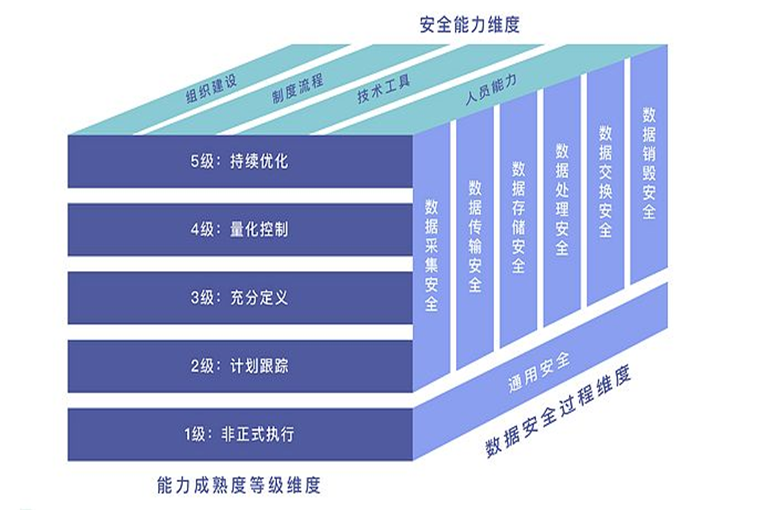 安全能力维度
组织建设
制度流程
技术工具
人员能力
5级：持续优化
4级：量化控制
3级：充分定义
2级：计划跟踪
1级：非正式执行
数据采集安全
数据传输安全
数据存储安全
数据处理安全
数据交换安全
数据销毁安全
通用安全
数据安全过程维度
能力成熟度等级维度